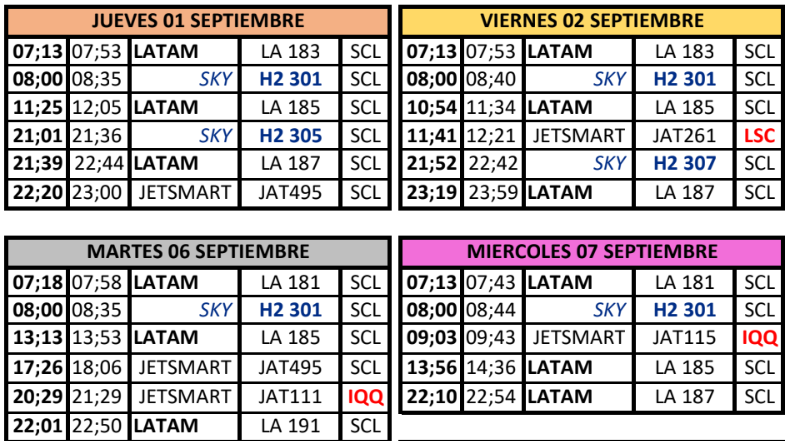 JUEVES 01 SEPTIEMBRE
07;13 07;53 LATAM LA 183 SCL
08;00 08;35 SKY H2 301 SCL
11;25 12;05 LATAM LA 185 SCL
21;01 21;36 SKY H2 305 SCL
21;39 22;44 LATAM LA 187 SCL
22;20 23;00 JETSMART JAT495 SCL
VIERNES 02 SEPTIEMBRE
07;13 07;53 LATAM LA 183 SCL
08;00 08;40 SKY H2 301 SCL
10;54 11;34 LATAM LA 185 SCL
11;41 12;21 JETSMART JAT261 LSC
21;52 22;42 SKY H2 307 SCL
23;19 23;59 LATAM LA 187 SCL
MARTES 06 SEPTIEMBRE
07;18 07;58 LATAM LA 181 SCL
08;00 08;35 SKY H2 301 SCL
13;13 13;53 LATAM LA 185 SCL
17;26 18;06 JETSMART JAT495 SCL
20;29 21;29 JETSMART JAT111 IQQ
22;01 22;50 LATAM LA 191 SCL
MIERCOLES 07 SEPTIEMBRE
07;13 07;43 LATAM LA 181 SCL
08;00 08;44 SKY H2 301 SCL
09;03 09;43 JETSMART JAT115 IQQ
13;56 14;36 LATAM LA 185 SCL
22;10 22;54 LATAM LA 187 SCL